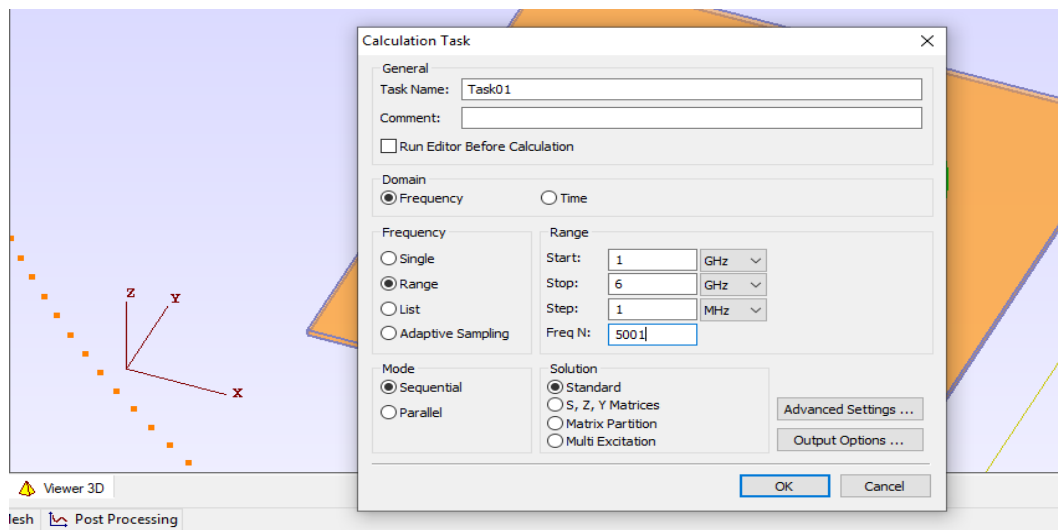 Calculation Task
General
Task Name: Task01
Comment:
Run Editor Before Calculation
Domain
Frequency Time
Frequency
Single
Range
List
Adaptive Sampling
Range
Start: 1 GHz
Stop: 6 GHz
Step: 1 MHz
Freq N: 5001
Mode
Sequential
Parallel
Solution
Standard
S, Z, Y Matrices
Matrix Partition
Multi Excitation
Advanced Settings ...
Output Options ...
OK Cancel
Z
Y
X
Viewer 3D
Post Processing